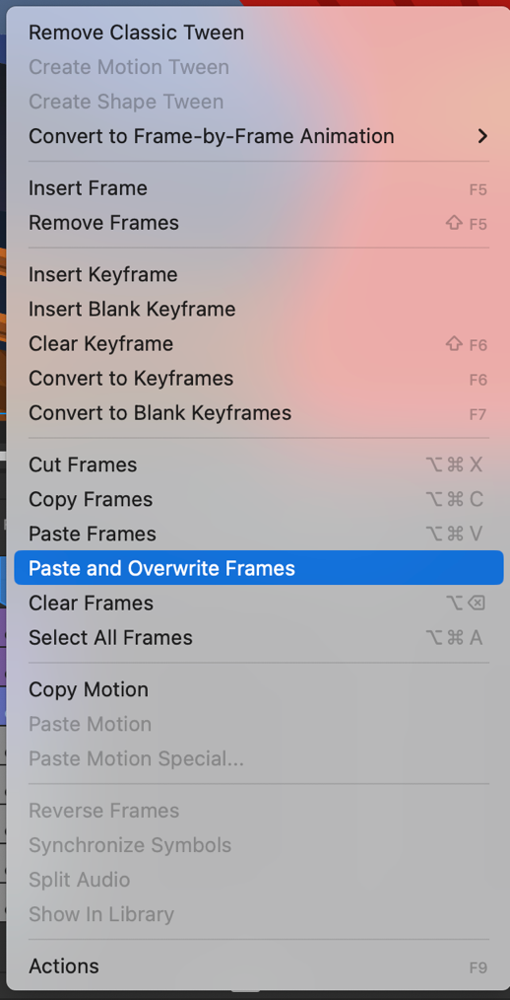 Remove Classic Tween
Create Motion Tween
Create Shape Tween
Convert to Frame-by-Frame Animation
Insert Frame F5
Remove Frames ⇧ F5
Insert Keyframe
Insert Blank Keyframe
Clear Keyframe ⇧ F6
Convert to Keyframes F6
Convert to Blank Keyframes F7
Cut Frames ⌥⌘ X
Copy Frames ⌥⌘ C
Paste Frames ⌥⌘ V
Paste and Overwrite Frames
Clear Frames ⌥⌫
Select All Frames ⌥⌘ A
Copy Motion
Paste Motion
Paste Motion Special...
Reverse Frames
Synchronize Symbols
Split Audio
Show In Library
Actions F9